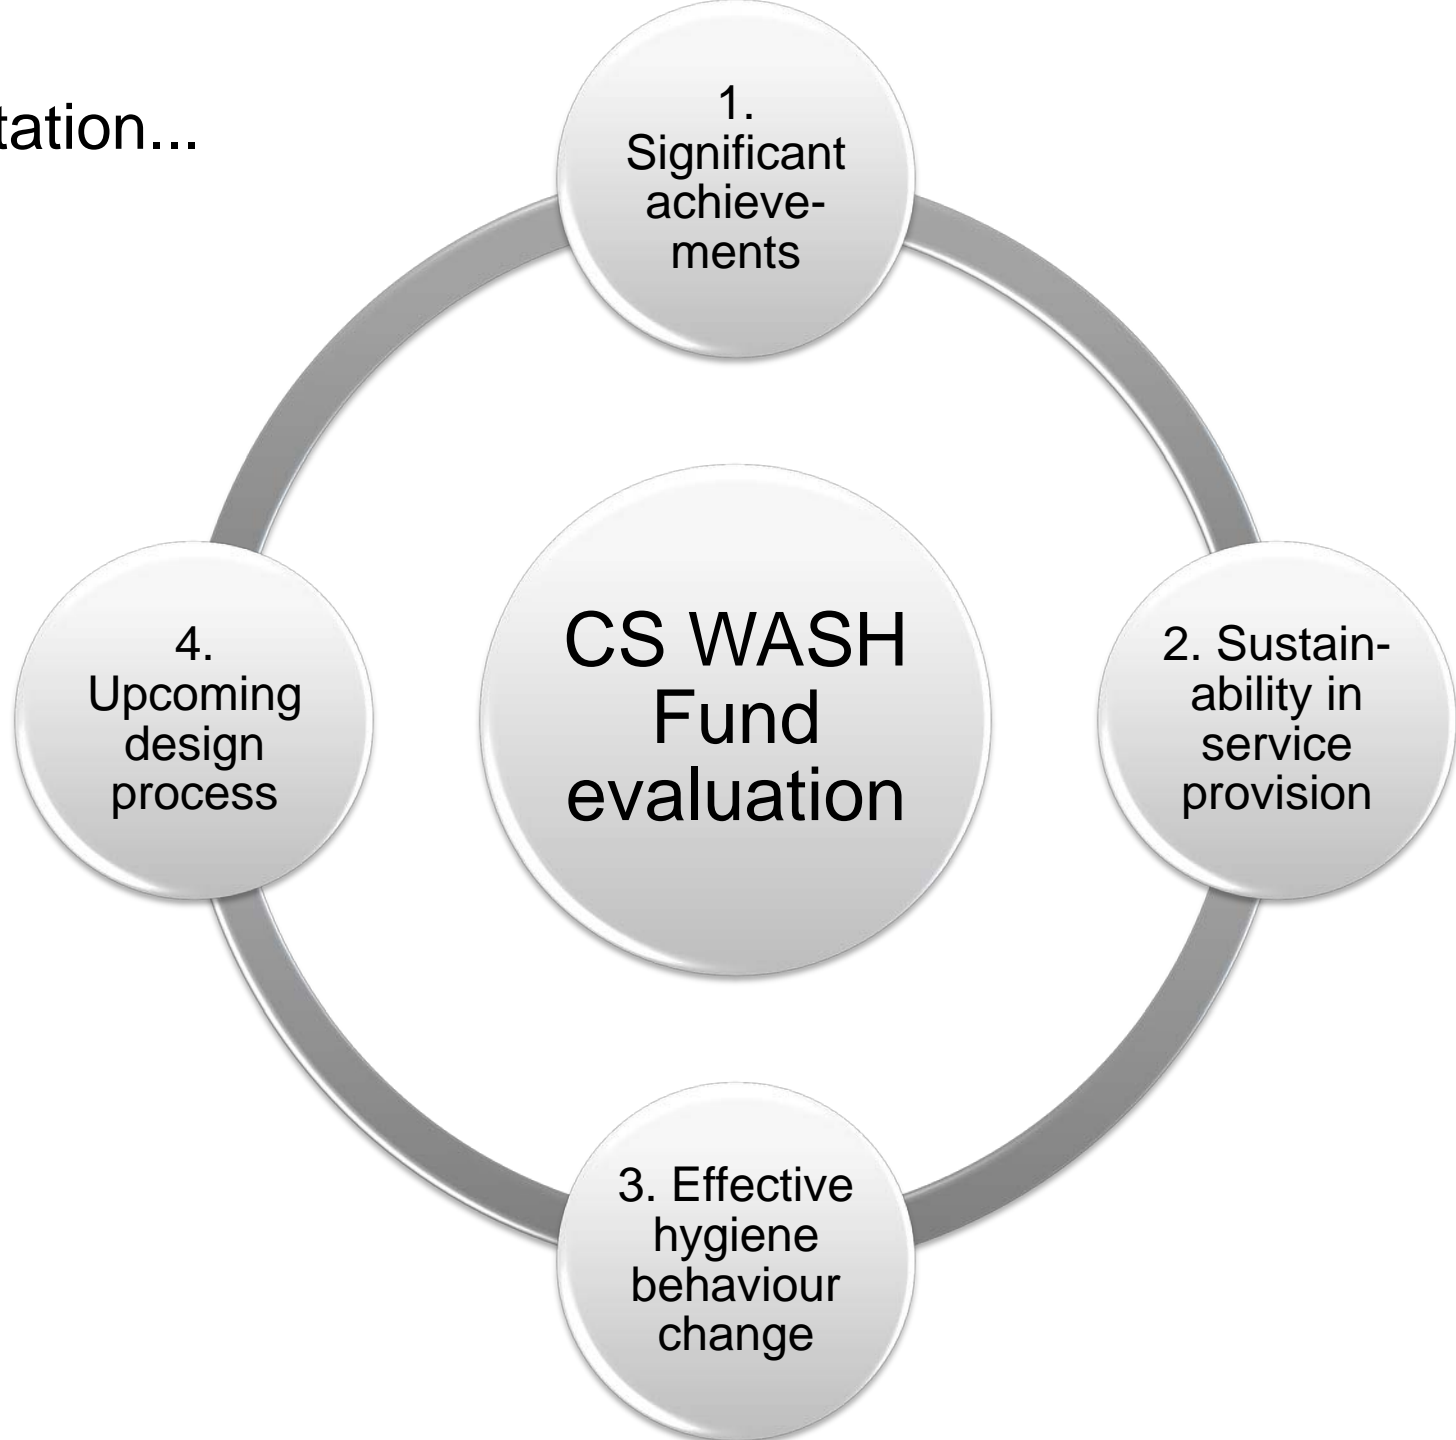 tation...
1.
Significant
achieve-
ments
CS WASH
Fund
evaluation
2. Sustain-
ability in
service
provision
3. Effective
hygiene
behaviour
change
4.
Upcoming
design
process